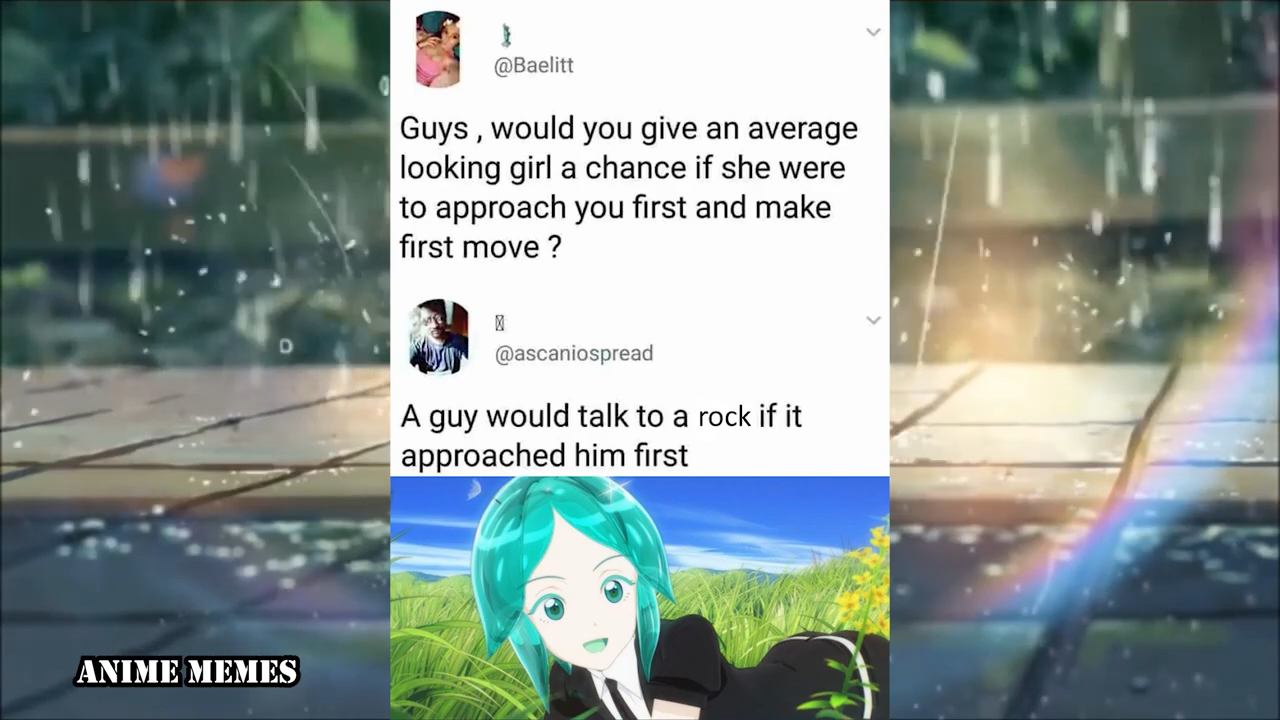 @Baelitt
Guys , would you give an average
looking girl a chance if she were
to approach you first and make
first move ?
@ascaniospread
A guy would talk to a rock if it
approached him first
ANIME MEMES